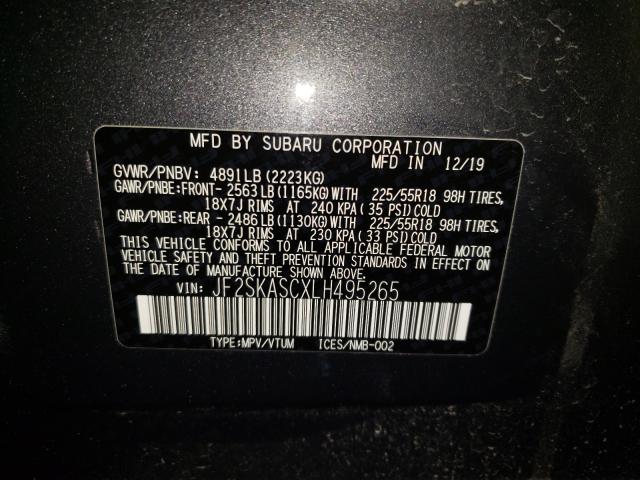 MFD BY SUBARU CORPORATION
MFD IN 12/19
GVWR/PNBV: 4891LB(2223KG)
GAWR/PNBE:FRONT- 2563LB(1165KG)WITH 225/55R18 98H TIRES,
18X7J RIMS AT 240 KPA(35 PSI)COLD
GAWR/PNBE:REAR - 2486LB(1130KG)WITH 225/55R18 98H TIRES,
18X7J RIMS AT 230 KPA(33 PSI)COLD
THIS VEHICLE CONFORMS TO ALL APPLICABLE FEDERAL MOTOR
VEHICLE SAFETY AND THEFT PREVENTION STANDARDS IN EFFECT ON
THE DATE OF MANUFACTURE SHOWN ABOVE.
VIN: JF2SKASCXLH495265
TYPE:MPV/VTUM ICES/NMB-002